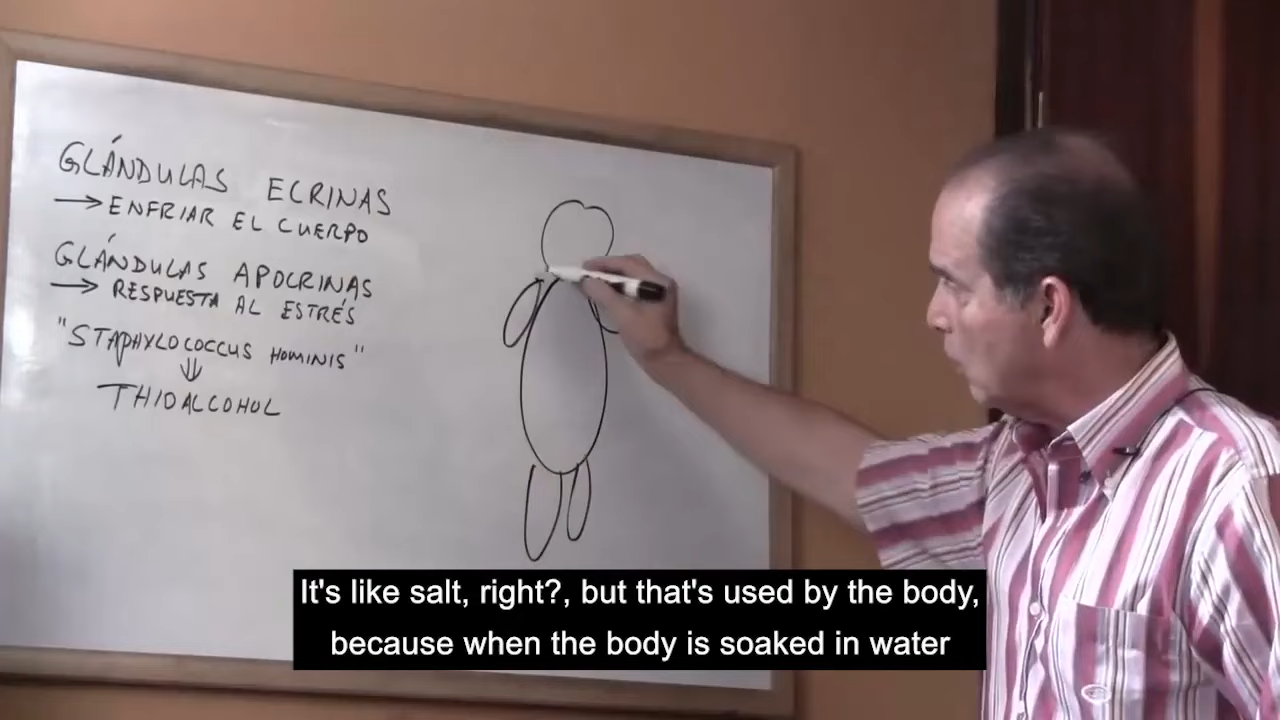 GLÁNDULAS ECRINAS
→ ENFRIAR EL CUERPO
GLÁNDULAS APOCRINAS
→ RESPUESTA AL ESTRÉS
"STAPHYLOCOCCUS HOMINIS"
⇓
THIOALCOHOL
It's like salt, right?, but that's used by the body,
because when the body is soaked in water